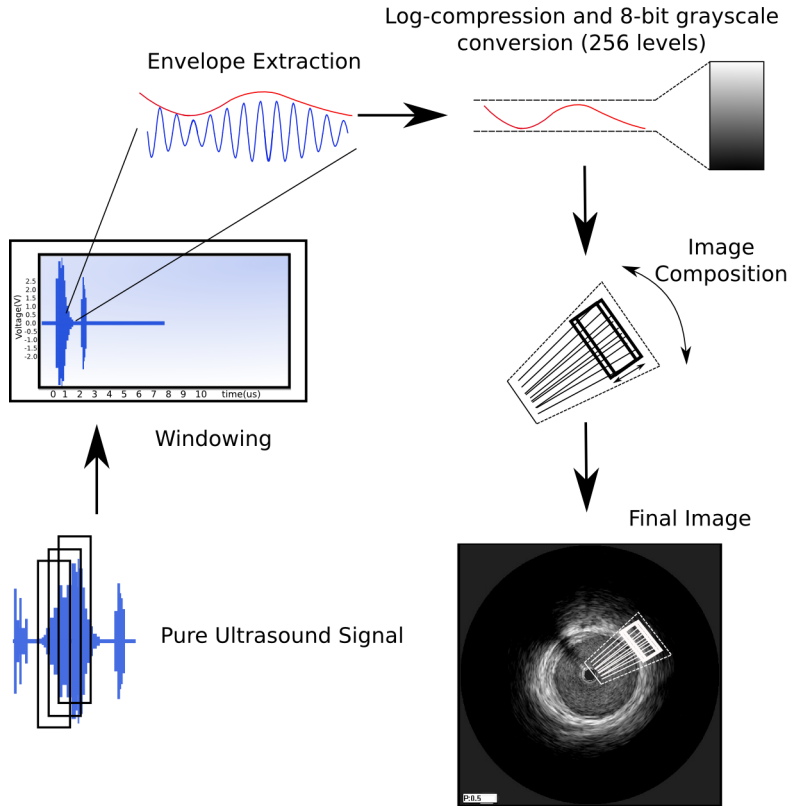 Log-compression and 8-bit grayscale
conversion (256 levels)
Envelope Extraction
Image
Composition
Voltage(V)
2.5
2.0
1.5
1.0
0.5
0.0
-0.5
-1.0
-1.5
-2.0
0 1 2 3 4 5 6 7 8 9 10 time(us)
Windowing
Final Image
Pure Ultrasound Signal
P:0.5